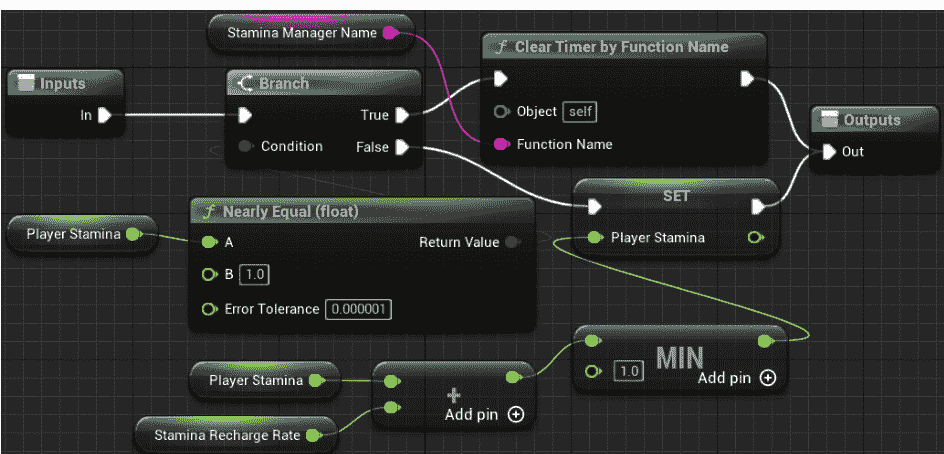 Stamina Manager Name
Clear Timer by Function Name
Inputs
In
Branch
True
Condition
False
Object self
Function Name
Outputs
Out
SET
Player Stamina
Nearly Equal (float)
Player Stamina
A
Return Value
B 1.0
Error Tolerance 0.000001
Player Stamina
+
Add pin
Stamina Recharge Rate
MIN
1.0
Add pin